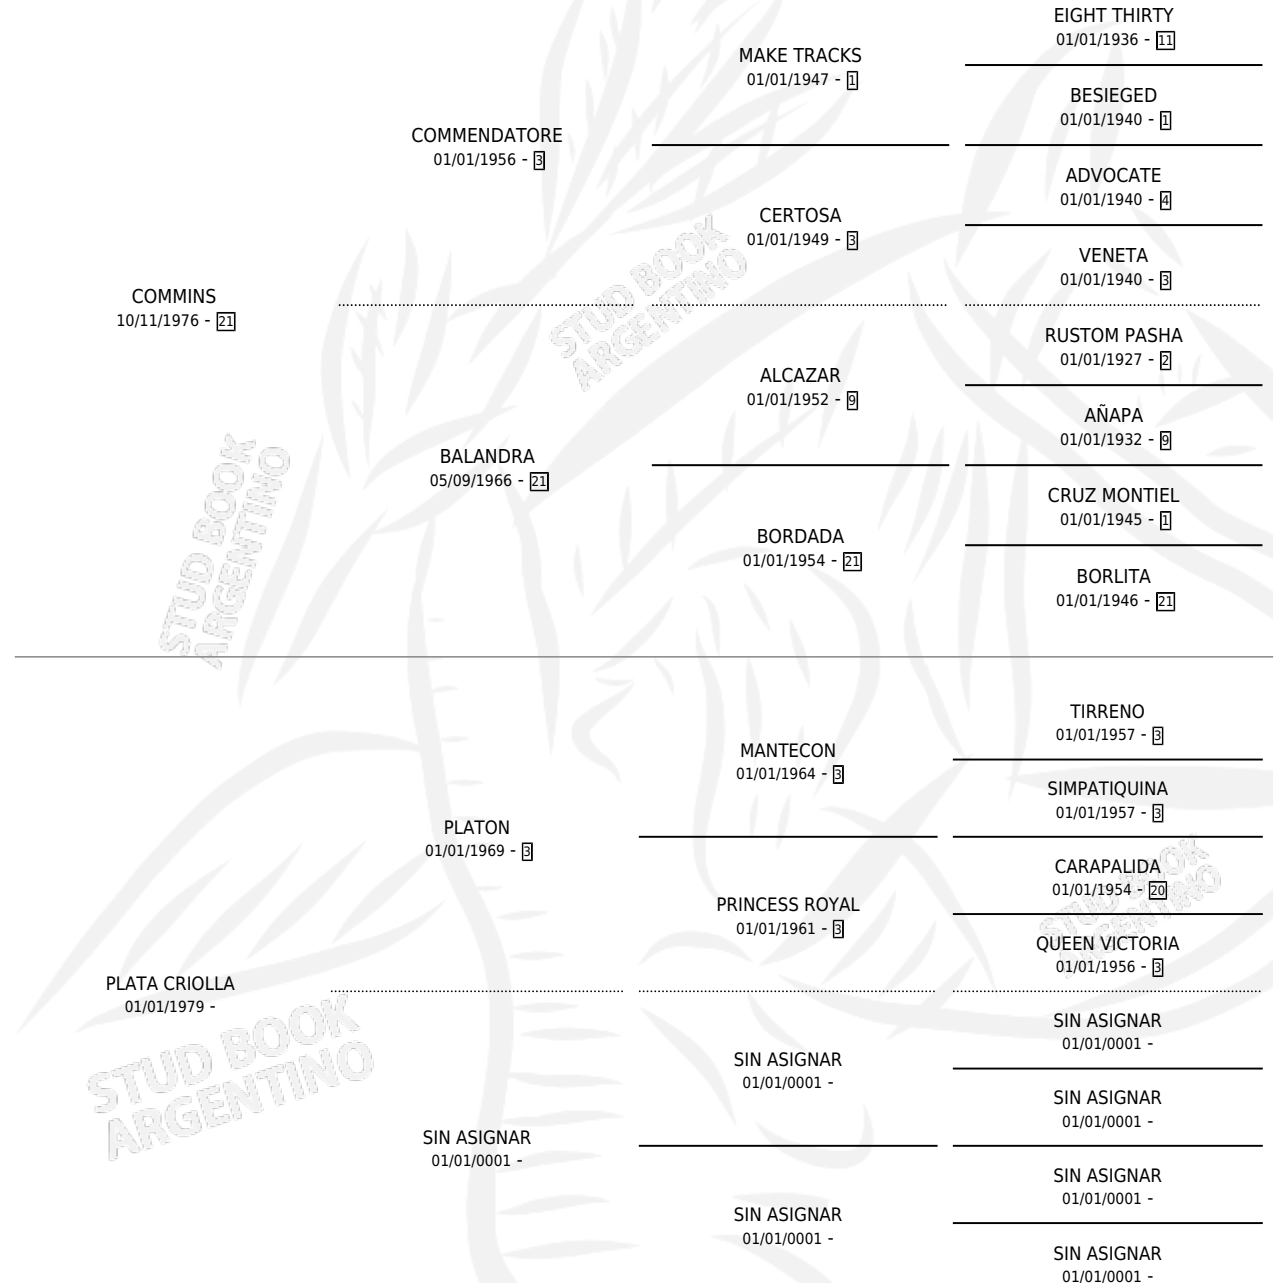 EIGHT THIRTY
01/01/1936 - 11
MAKE TRACKS
01/01/1947 - 1
BESIEGED
01/01/1940 - 1
COMMENDATORE
01/01/1956 - 3
ADVOCATE
01/01/1940 - 4
CERTOSA
01/01/1949 - 3
VENETA
01/01/1940 - 3
COMMINS
10/11/1976 - 21
STUD BOOK
ARGENTINO
RUSTOM PASHA
01/01/1927 - 2
ALCAZAR
01/01/1952 - 9
AÑAPA
01/01/1932 - 9
BALANDRA
05/09/1966 - 21
CRUZ MONTIEL
01/01/1945 - 1
BORDADA
01/01/1954 - 21
BORLITA
01/01/1946 - 21
STUD BOOK
ARGENTINO
TIRRENO
01/01/1957 - 3
MANTECON
01/01/1964 - 3
SIMPATIQUINA
01/01/1957 - 3
PLATON
01/01/1969 - 3
CARAPALIDA
01/01/1954 - 20
PRINCESS ROYAL
01/01/1961 - 3
STUD BOOK
ARGENTINO
QUEEN VICTORIA
01/01/1956 - 3
PLATA CRIOLLA
01/01/1979 -
STUD BOOK
ARGENTINO
SIN ASIGNAR
01/01/0001 -
SIN ASIGNAR
01/01/0001 -
SIN ASIGNAR
01/01/0001 -
SIN ASIGNAR
01/01/0001 -
SIN ASIGNAR
01/01/0001 -
SIN ASIGNAR
01/01/0001 -
SIN ASIGNAR
01/01/0001 -